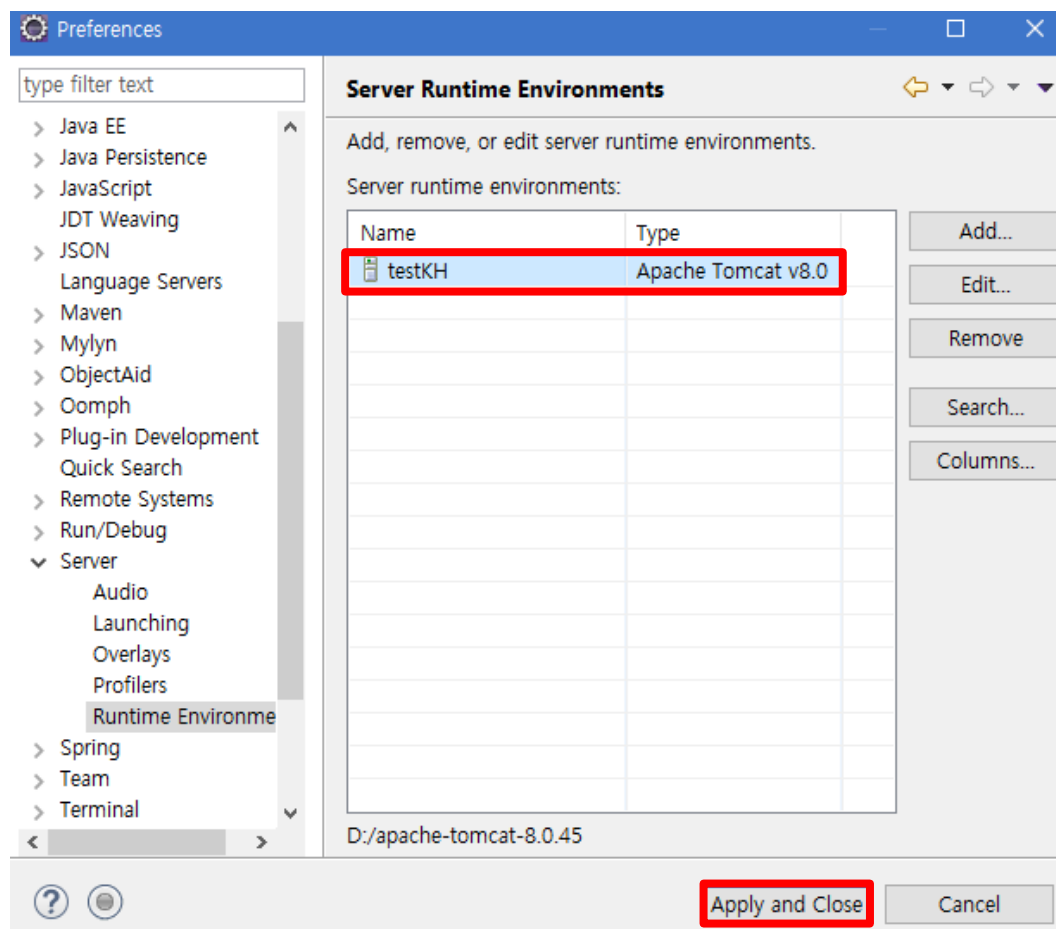 Preferences
type filter text
Java EE
Java Persistence
JavaScript
JDT Weaving
JSON
Language Servers
Maven
Mylyn
ObjectAid
Oomph
Plug-in Development
Quick Search
Remote Systems
Run/Debug
Server
Audio
Launching
Overlays
Profilers
Runtime Environme
Spring
Team
Terminal
Server Runtime Environments
Add, remove, or edit server runtime environments.
Server runtime environments:
Name Type
testKH Apache Tomcat v8.0
D:/apache-tomcat-8.0.45
Add...
Edit...
Remove
Search...
Columns...
?
Apply and Close Cancel